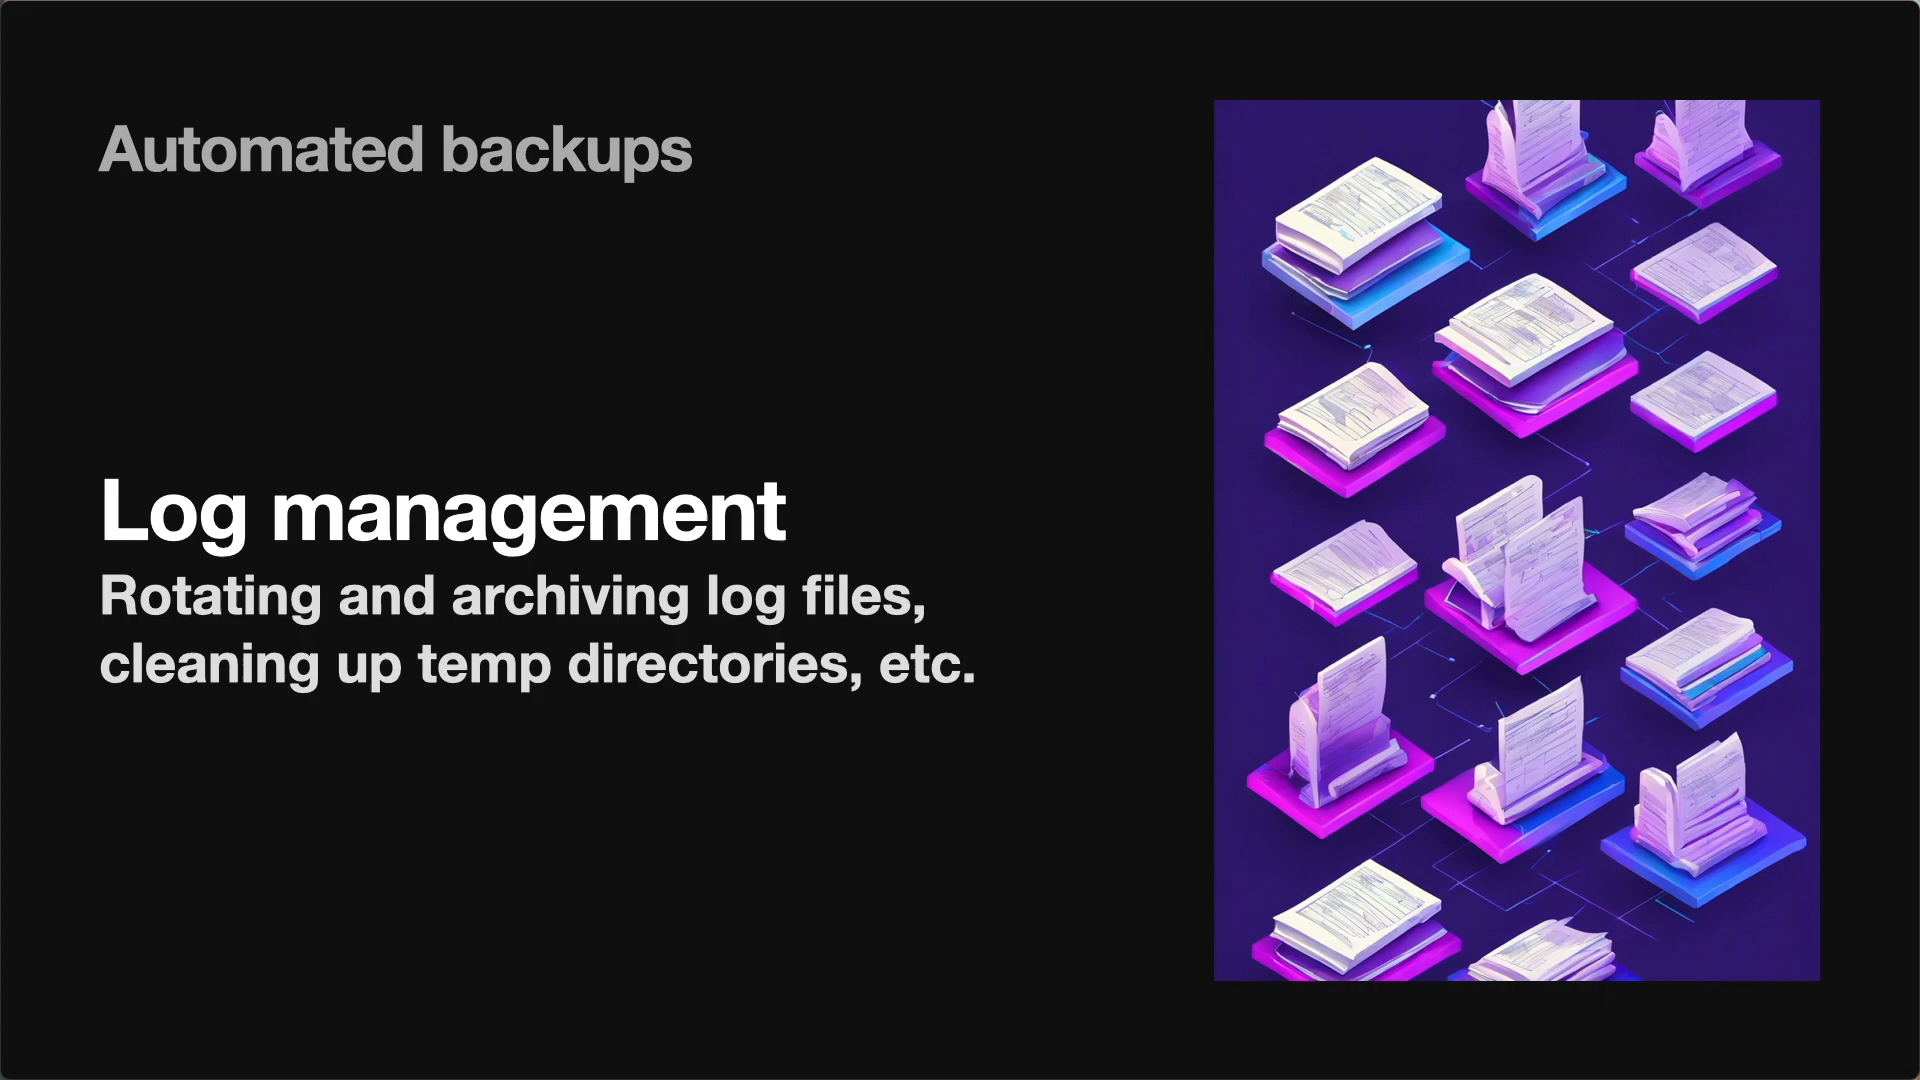 Automated backups
Log management
Rotating and archiving log files,
cleaning up temp directories, etc.